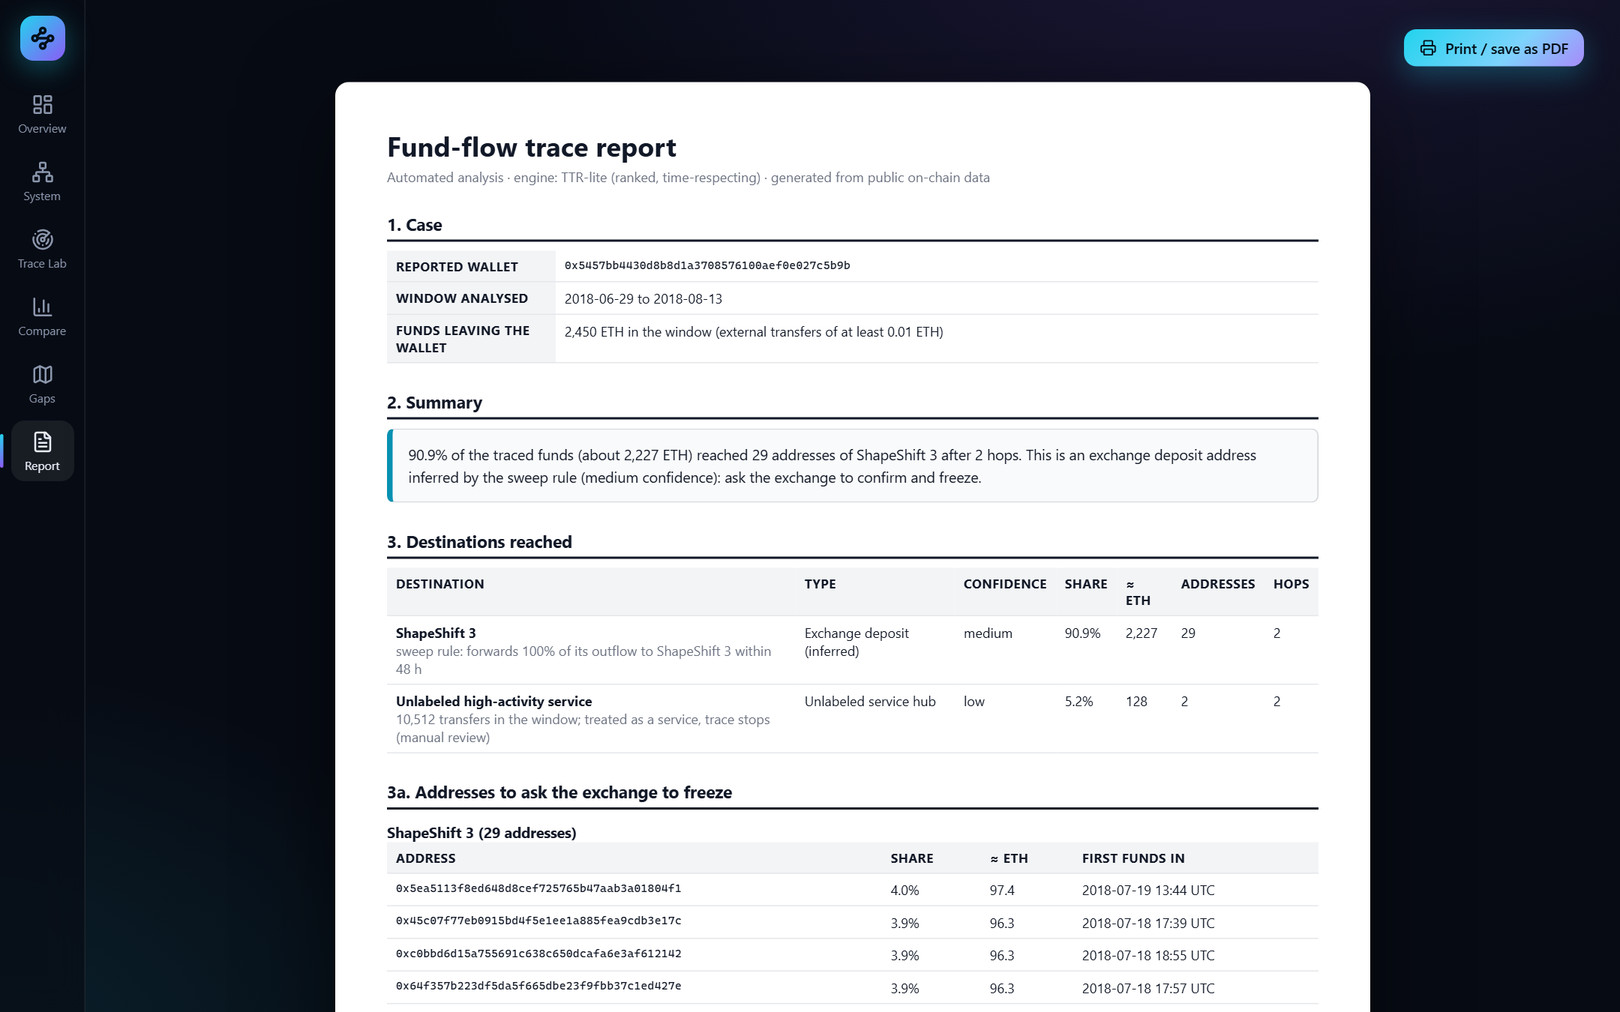 Print / save as PDF
Overview
System
Trace Lab
Compare
Gaps
Report
Fund-flow trace report
Automated analysis · engine: TTR-lite (ranked, time-respecting) · generated from public on-chain data
1. Case
REPORTED WALLET 0x5457bb4430d8b8d1a3708576100aef0e027c5b9b
WINDOW ANALYSED 2018-06-29 to 2018-08-13
FUNDS LEAVING THE WALLET 2,450 ETH in the window (external transfers of at least 0.01 ETH)
2. Summary
90.9% of the traced funds (about 2,227 ETH) reached 29 addresses of ShapeShift 3 after 2 hops. This is an exchange deposit address
inferred by the sweep rule (medium confidence): ask the exchange to confirm and freeze.
3. Destinations reached
DESTINATION TYPE CONFIDENCE SHARE ≈ ETH ADDRESSES HOPS
ShapeShift 3 Exchange deposit (inferred) medium 90.9% 2,227 29 2
sweep rule: forwards 100% of its outflow to ShapeShift 3 within
48 h
Unlabeled high-activity service Unlabeled service hub low 5.2% 128 2 2
10,512 transfers in the window; treated as a service, trace stops
(manual review)
3a. Addresses to ask the exchange to freeze
ShapeShift 3 (29 addresses)
ADDRESS SHARE ≈ ETH FIRST FUNDS IN
0x5ea5113f8ed648d8cef725765b47aab3a01804f1 4.0% 97.4 2018-07-19 13:44 UTC
0x45c07f77eb0915bd4f5e1ee1a885fea9cdb3e17c 3.9% 96.3 2018-07-18 17:39 UTC
0xc0bbd6d15a755691c638c650dcafa6e3af612142 3.9% 96.3 2018-07-18 18:55 UTC
0x64f357b223df5da5f665dbe23f9fbb37c1ed427e 3.9% 96.3 2018-07-18 17:57 UTC